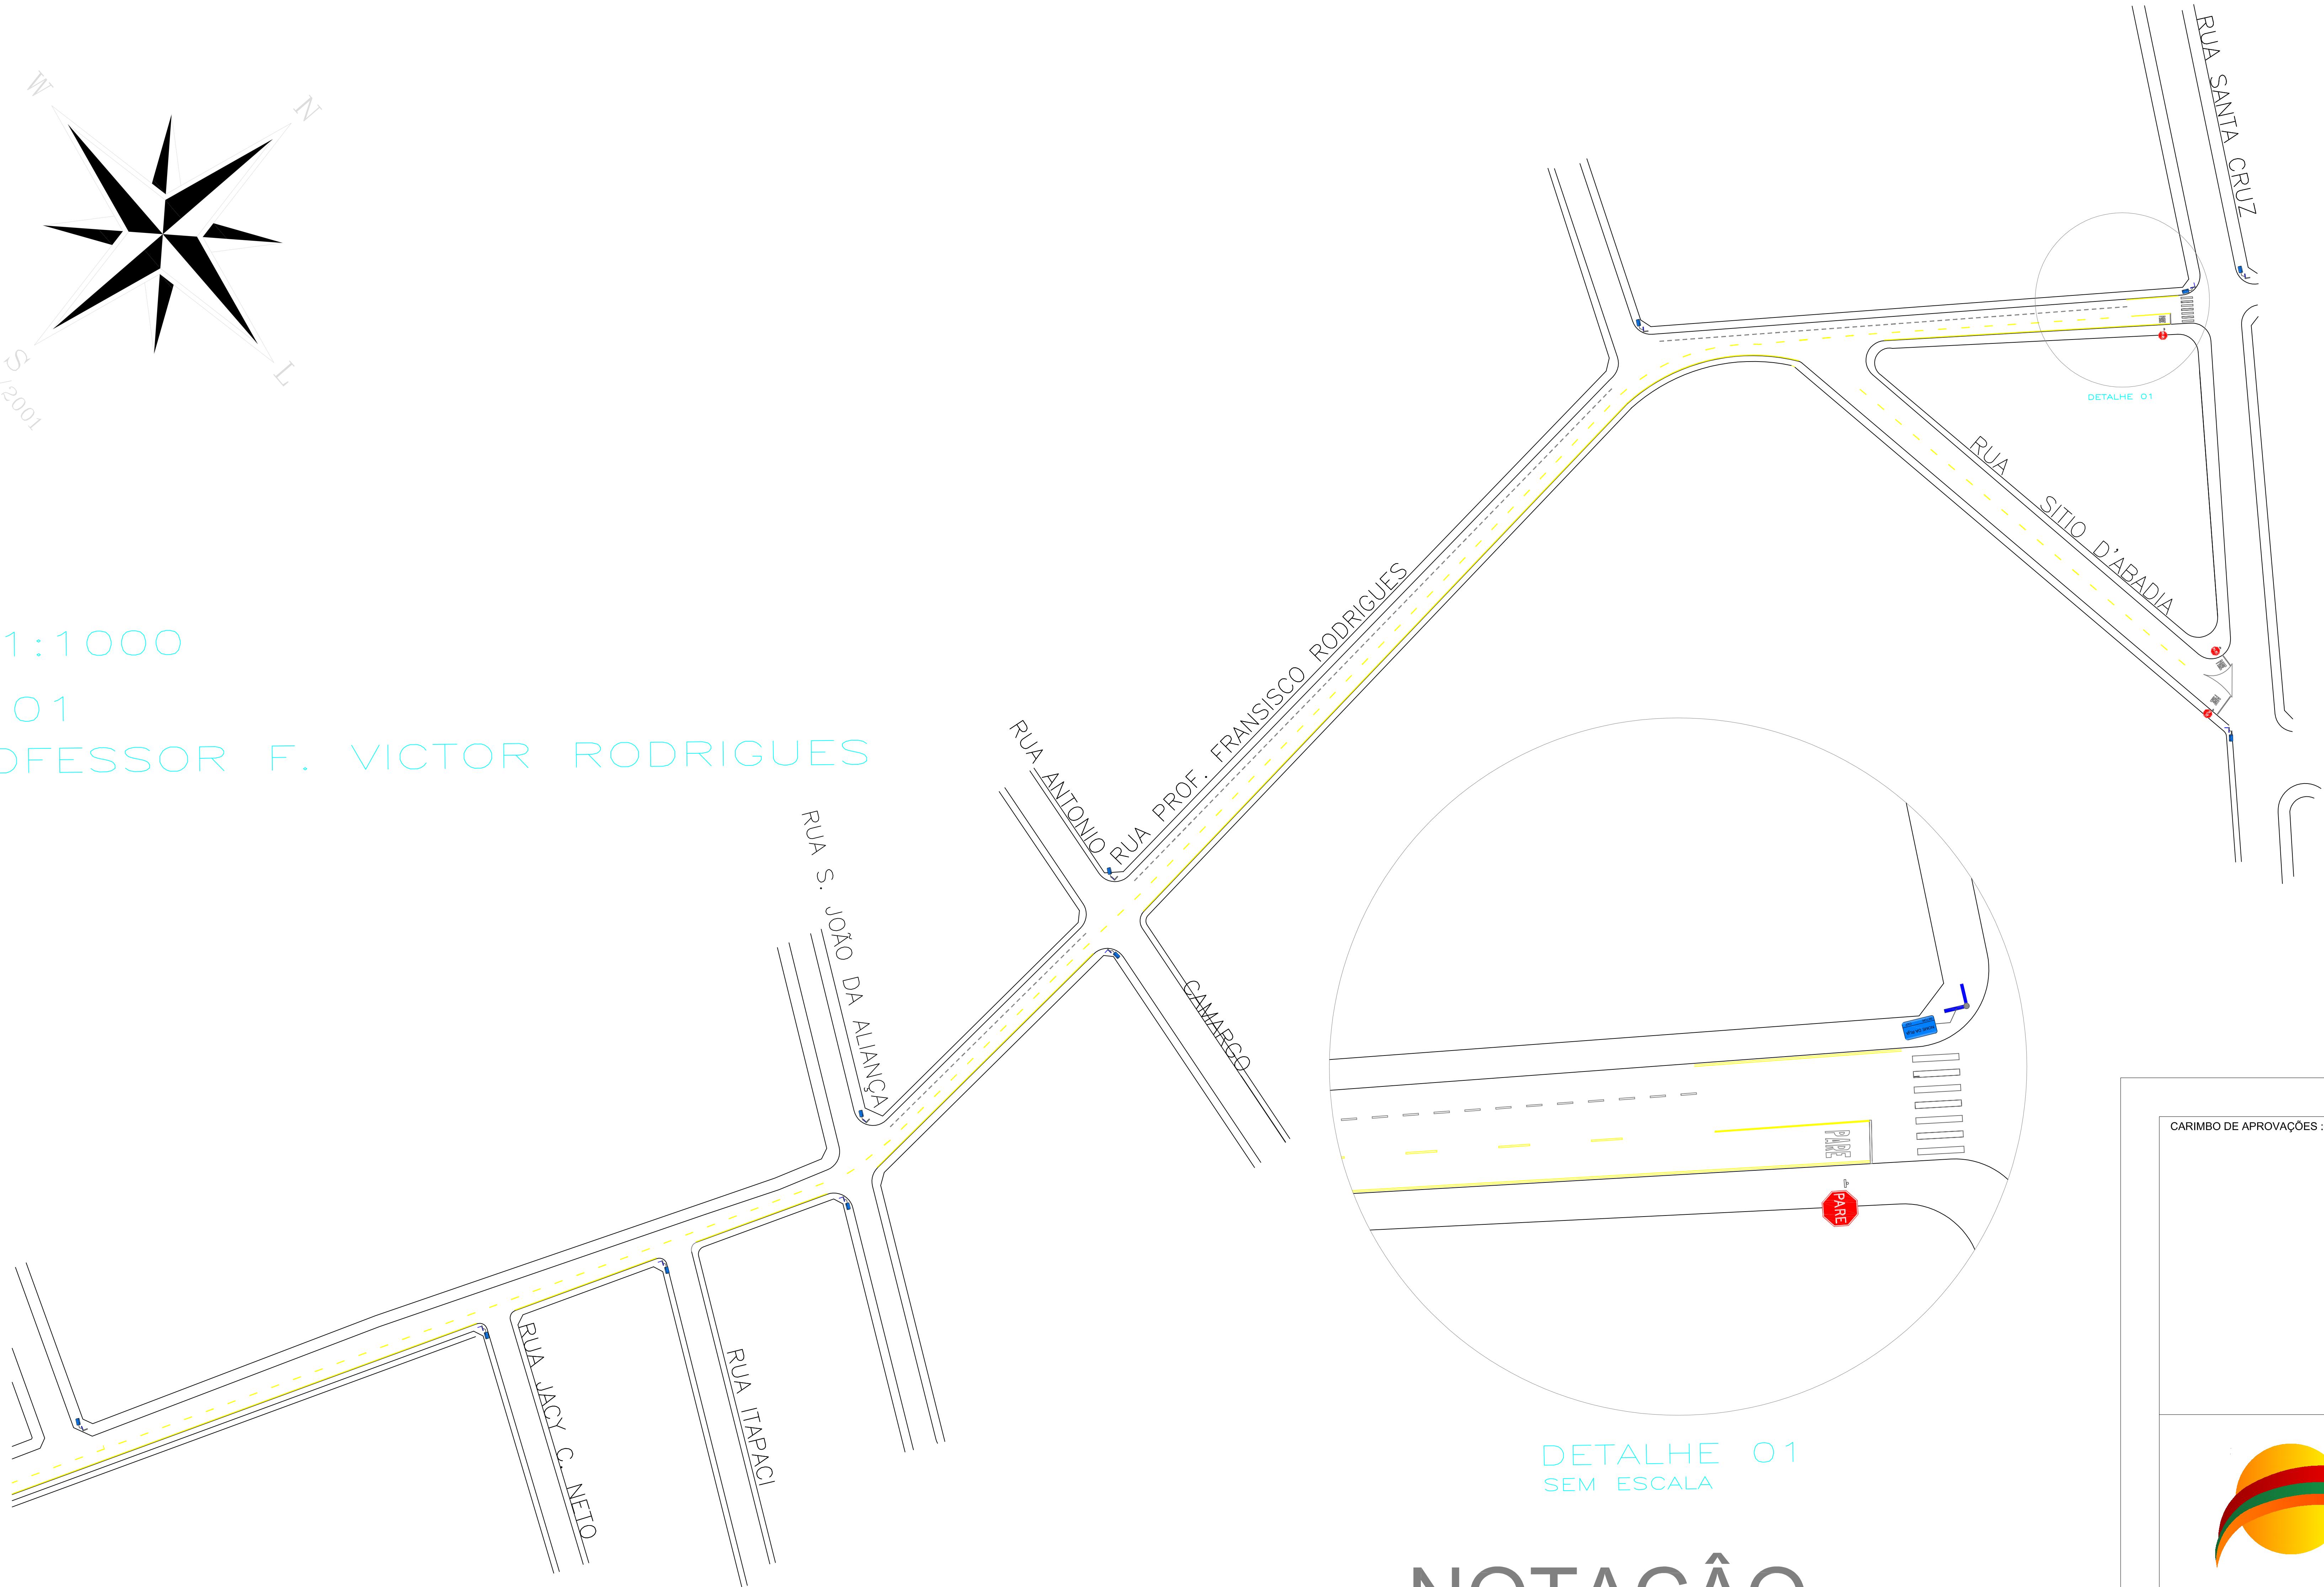 W
N
S
L
/2001
1:1000
01
OFESSOR F. VICTOR RODRIGUES
RUA SANTA CRUZ
DETALHE 01
RUA SITIO D'ABADIA
RUA PROF. FRANSISCO RODRIGUES
RUA ANTONIO
CAMARGO
RUA S. JOÃO DA ALIANÇA
RUA JACY C. NETO
RUA ITAPACI
PARE
PARE
DETALHE 01
SEM ESCALA
CARIMBO DE APROVAÇÕES :
NOTAÇÂO